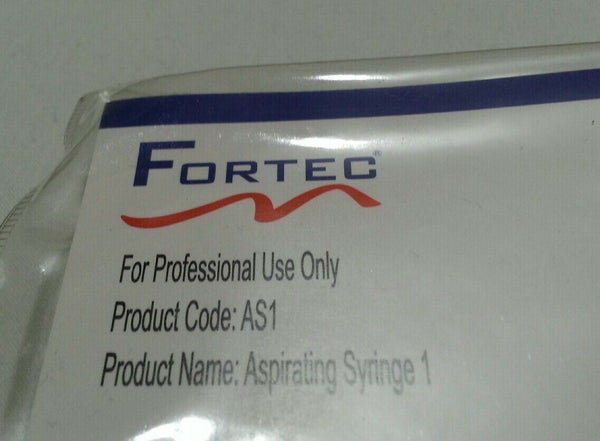 FORTEC®
For Professional Use Only
Product Code: AS1
Product Name: Aspirating Syringe 1